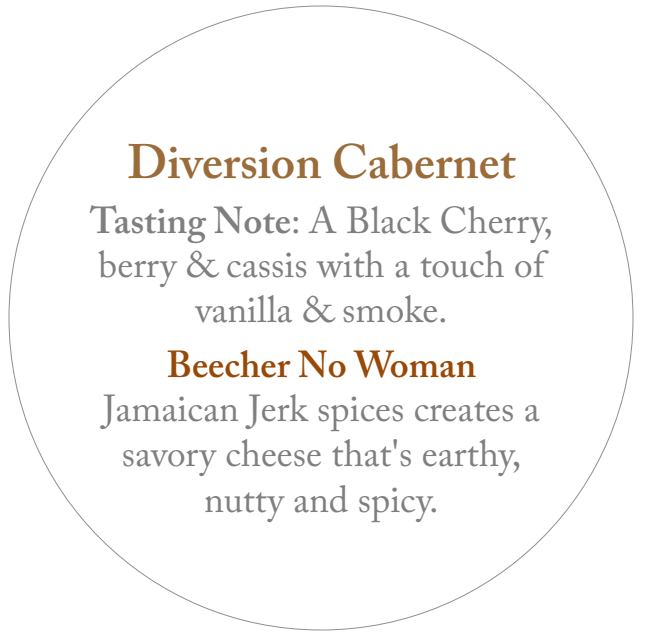 Diversion Cabernet
Tasting Note: A Black Cherry,
berry & cassis with a touch of
vanilla & smoke.
Beecher No Woman
Jamaican Jerk spices creates a
savory cheese that's earthy,
nutty and spicy.